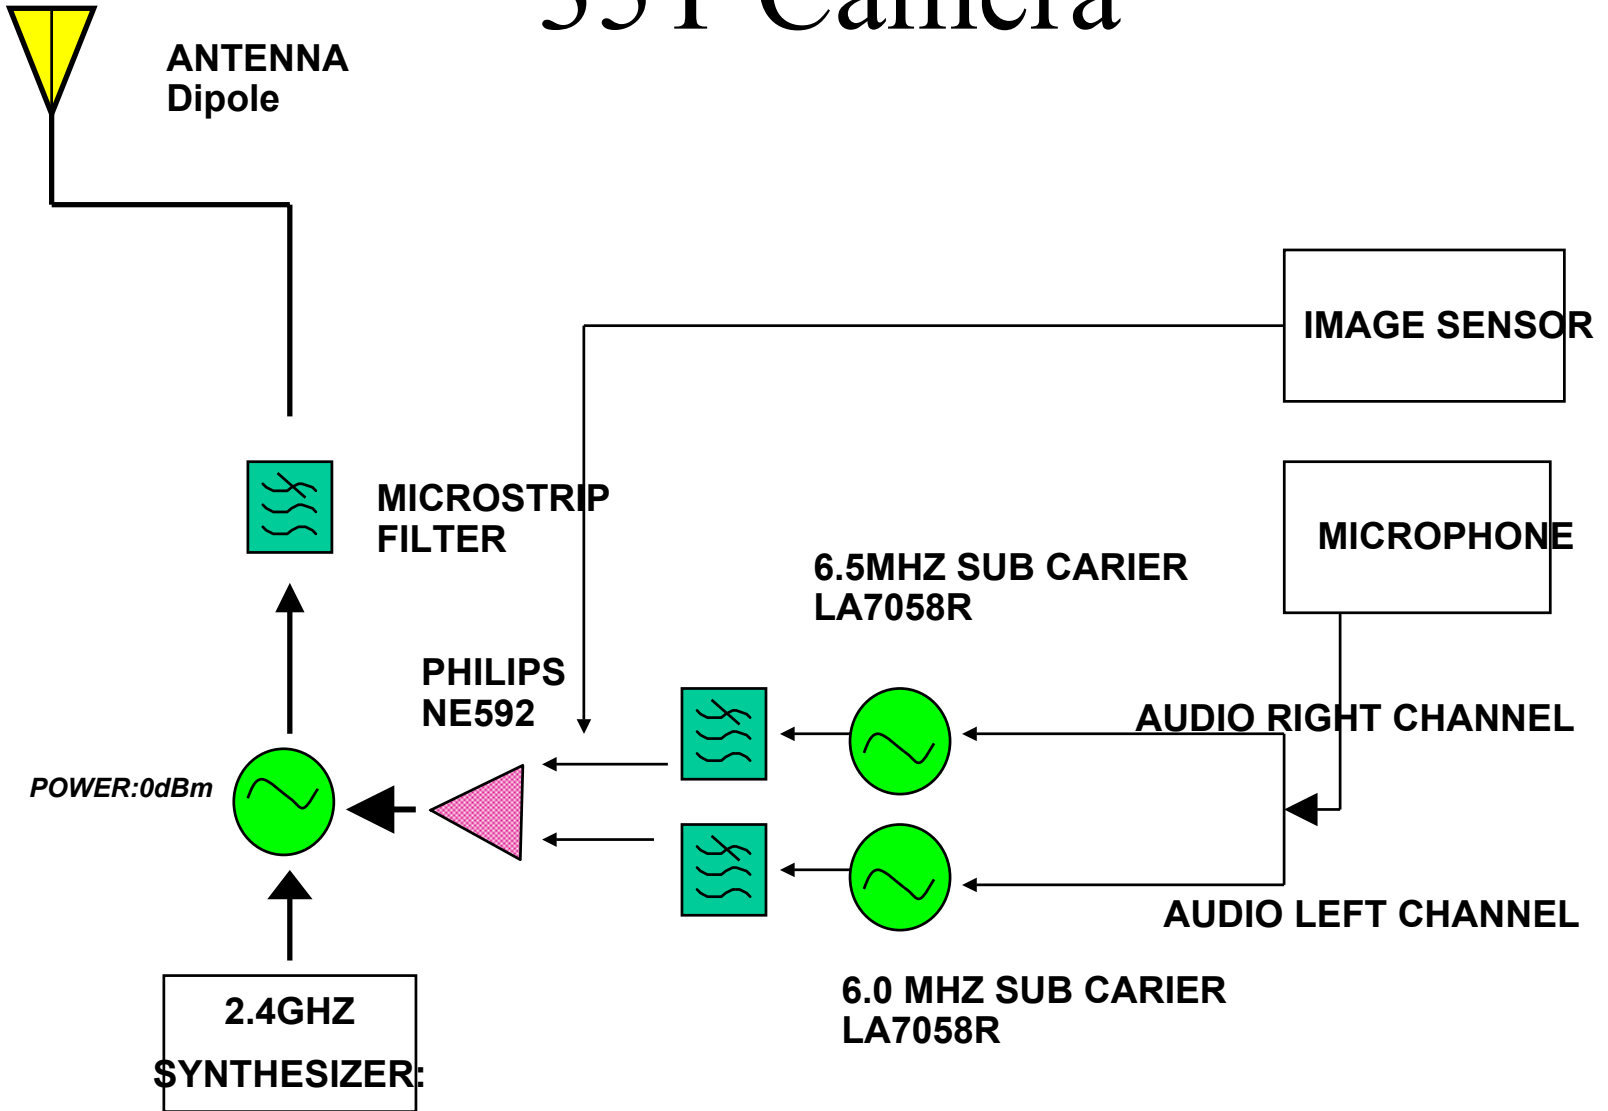 Camera
ANTENNA
Dipole
IMAGE SENSOR
MICROSTRIP
FILTER
MICROPHONE
6.5MHZ SUB CARIER
LA7058R
PHILIPS
NE592
AUDIO RIGHT CHANNEL
POWER:0dBm
AUDIO LEFT CHANNEL
2.4GHZ
SYNTHESIZER:
6.0 MHZ SUB CARIER
LA7058R